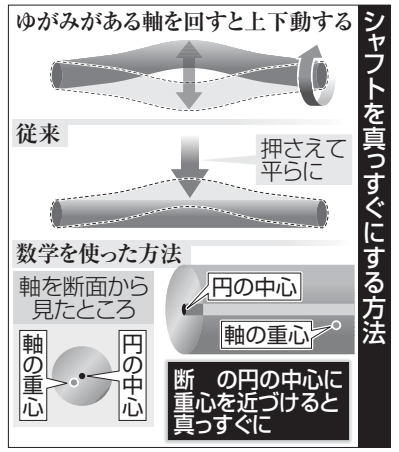 シャフトを真っすぐにする方法
ゆがみがある軸を回すと上下動する
従来
押さえて
平らに
数学を使った方法
軸を断面から
見たところ
軸の重心
円の中心
円の中心
軸の重心
断　の円の中心に
重心を近づけると
真っすぐに